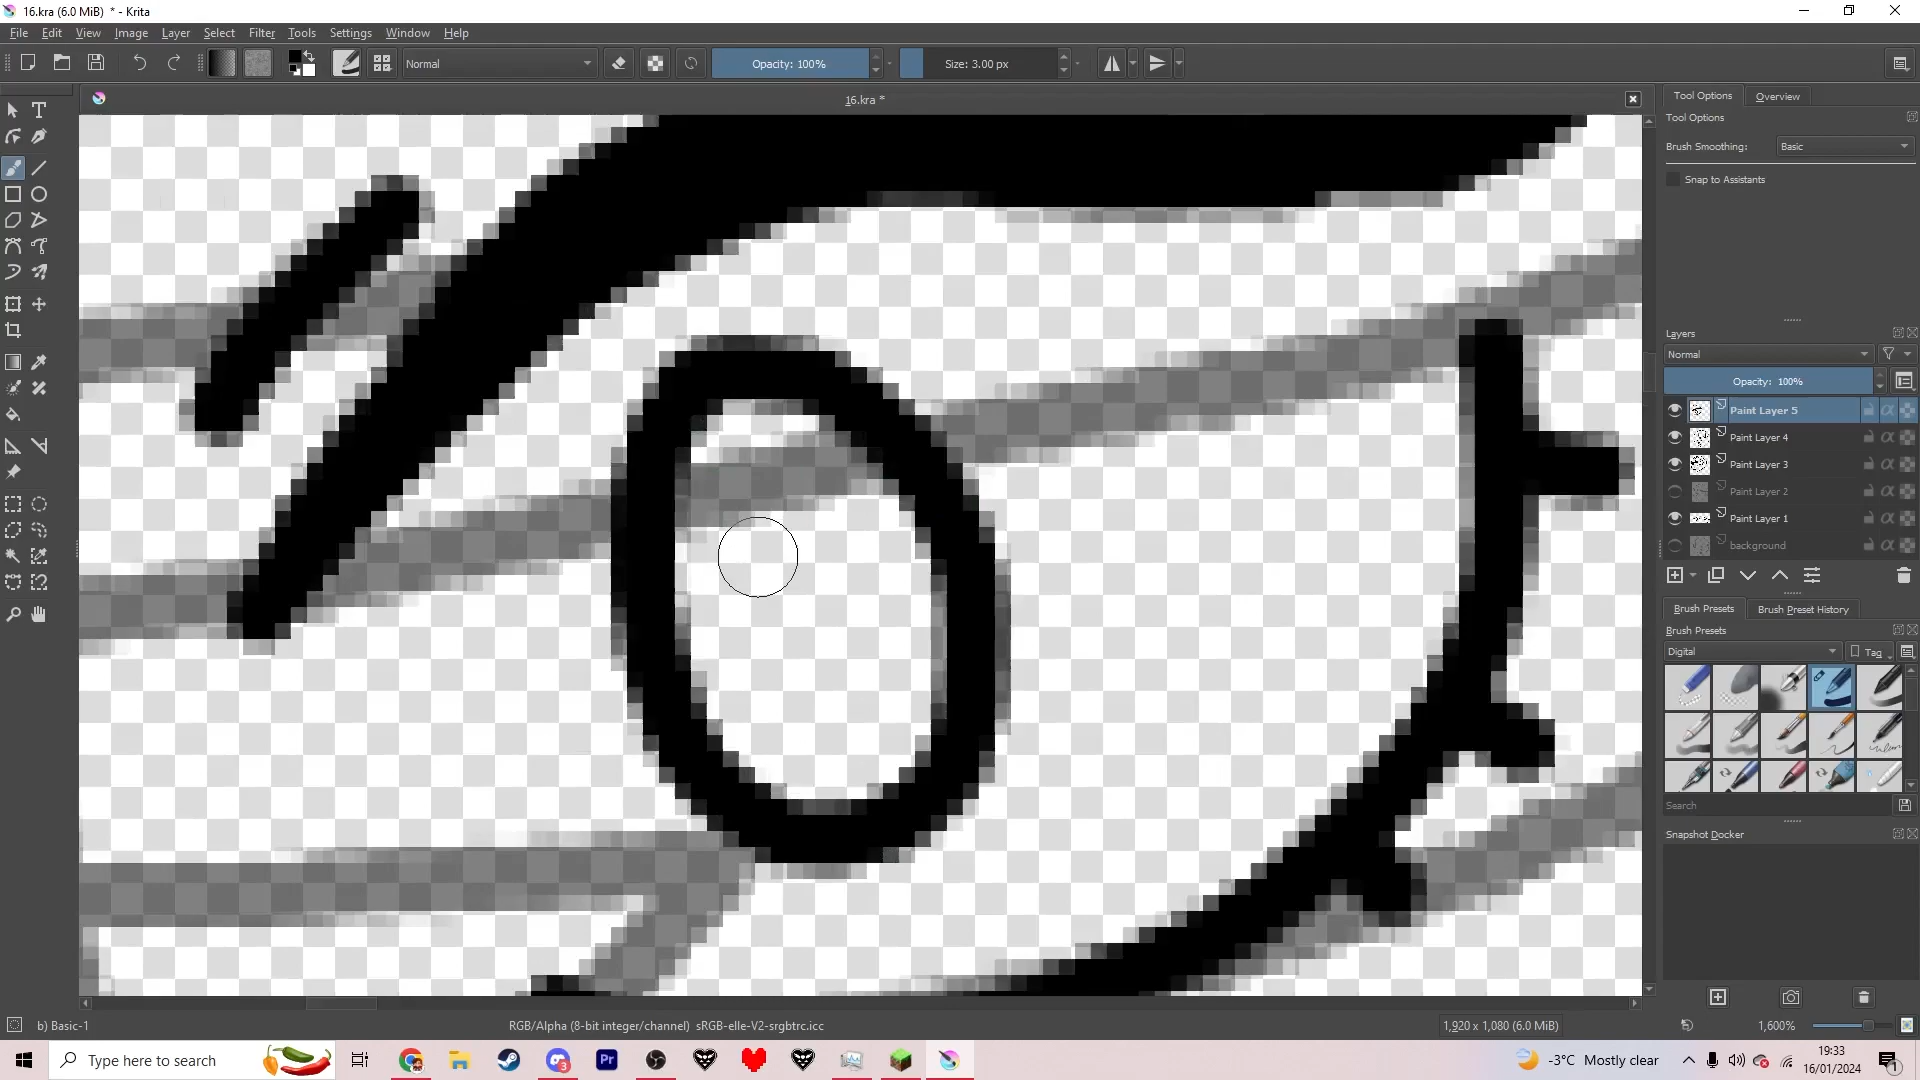 16.kra (6.0 MiB) * - Krita
File Edit View Image Layer Select Filter Tools Settings Window Help
Normal Opacity: 100% Size: 3.00 px
16.kra *
Tool Options Overview
Tool Options
Brush Smoothing: Basic
Snap to Assistants
Layers
Normal
Opacity: 100%
Paint Layer 5
Paint Layer 4
Paint Layer 3
Paint Layer 2
Paint Layer 1
background
Brush Presets Brush Preset History
Brush Presets
Digital Tag
Search
Snapshot Docker
b) Basic-1 RGB/Alpha (8-bit integer/channel) sRGB-elle-V2-srgbtrc.icc 1,920 x 1,080 (6.0 MiB) 1,600%
Type here to search 3 Pr -3°C Mostly clear 19:33
16/01/2024 1